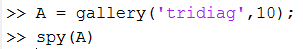 >> A = gallery('tridiag',10);
>> spy(A)